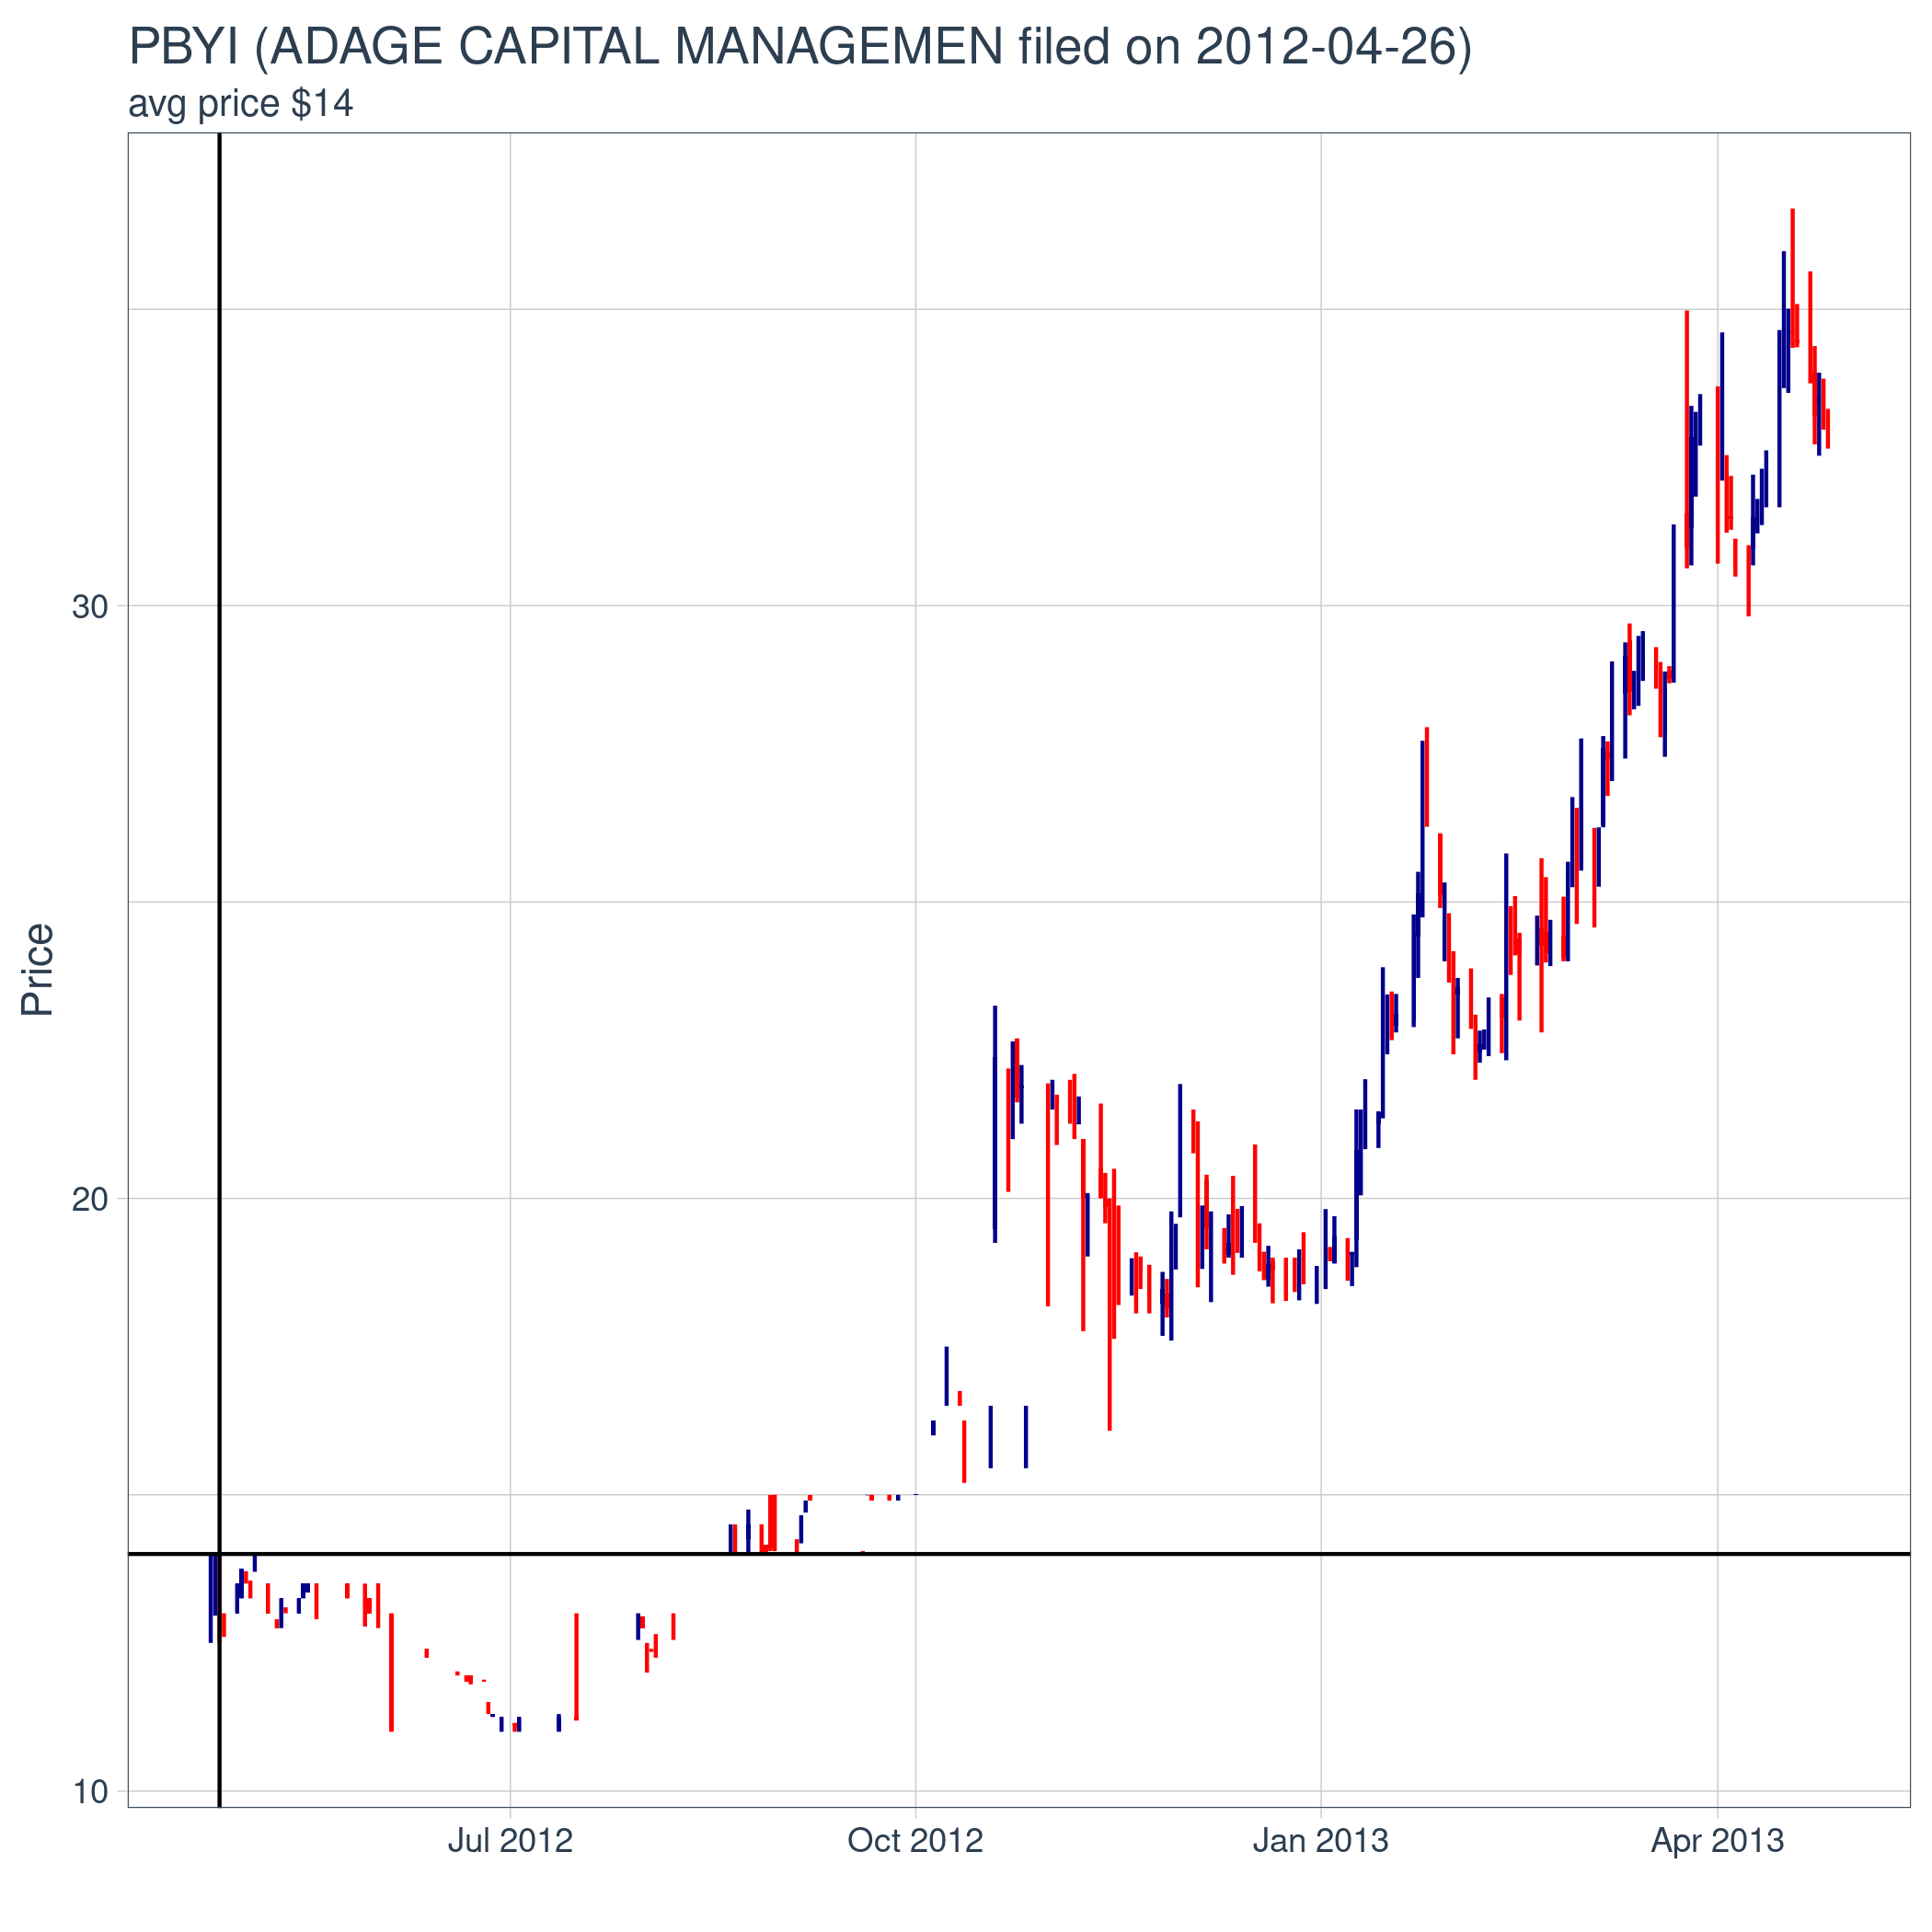 PBYI (ADAGE CAPITAL MANAGEMEN filed on 2012-04-26)
avg price $14
Price
30
20
10
Jul 2012 Oct 2012 Jan 2013 Apr 2013